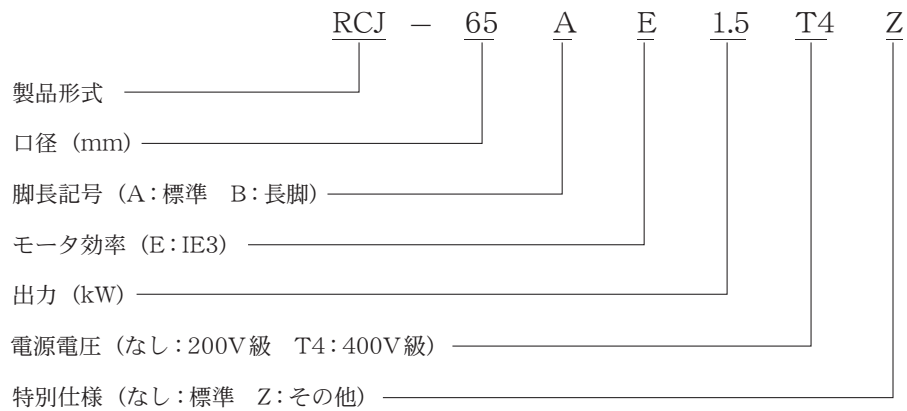 RCJ － 65 A E 1.5 T4 Z
製品形式
口径（mm）
脚長記号（A：標準　B：長脚）
モータ効率（E：IE3）
出力（kW）
電源電圧（なし：200V級　T4：400V級）
特別仕様（なし：標準　Z：その他）